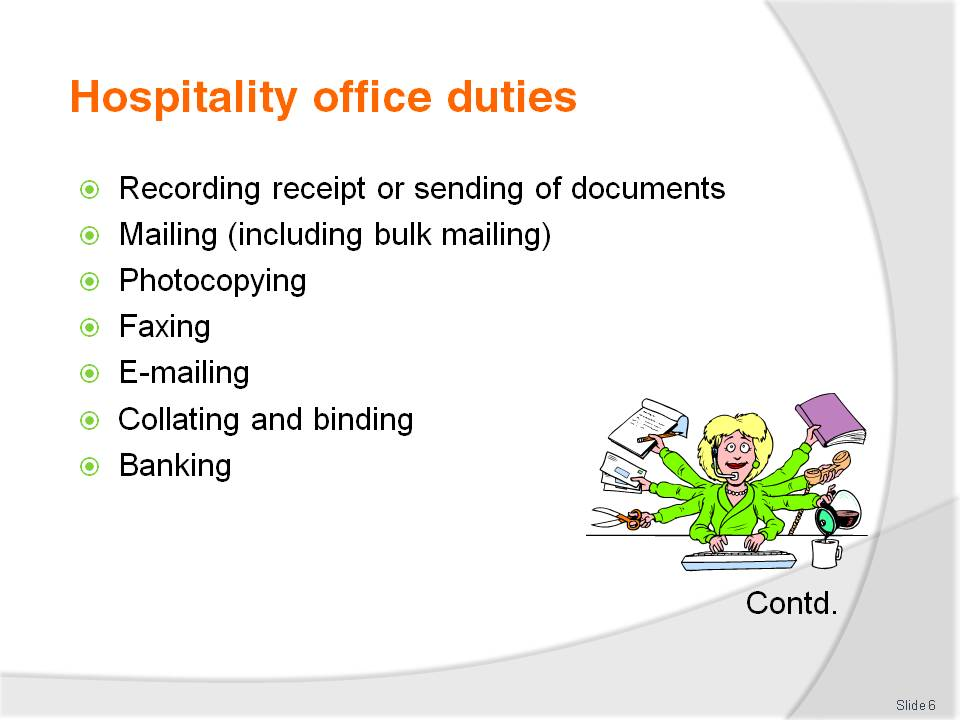 Hospitality office duties
Recording receipt or sending of documents
Mailing (including bulk mailing)
Photocopying
Faxing
E-mailing
Collating and binding
Banking
Contd.
Slide 6